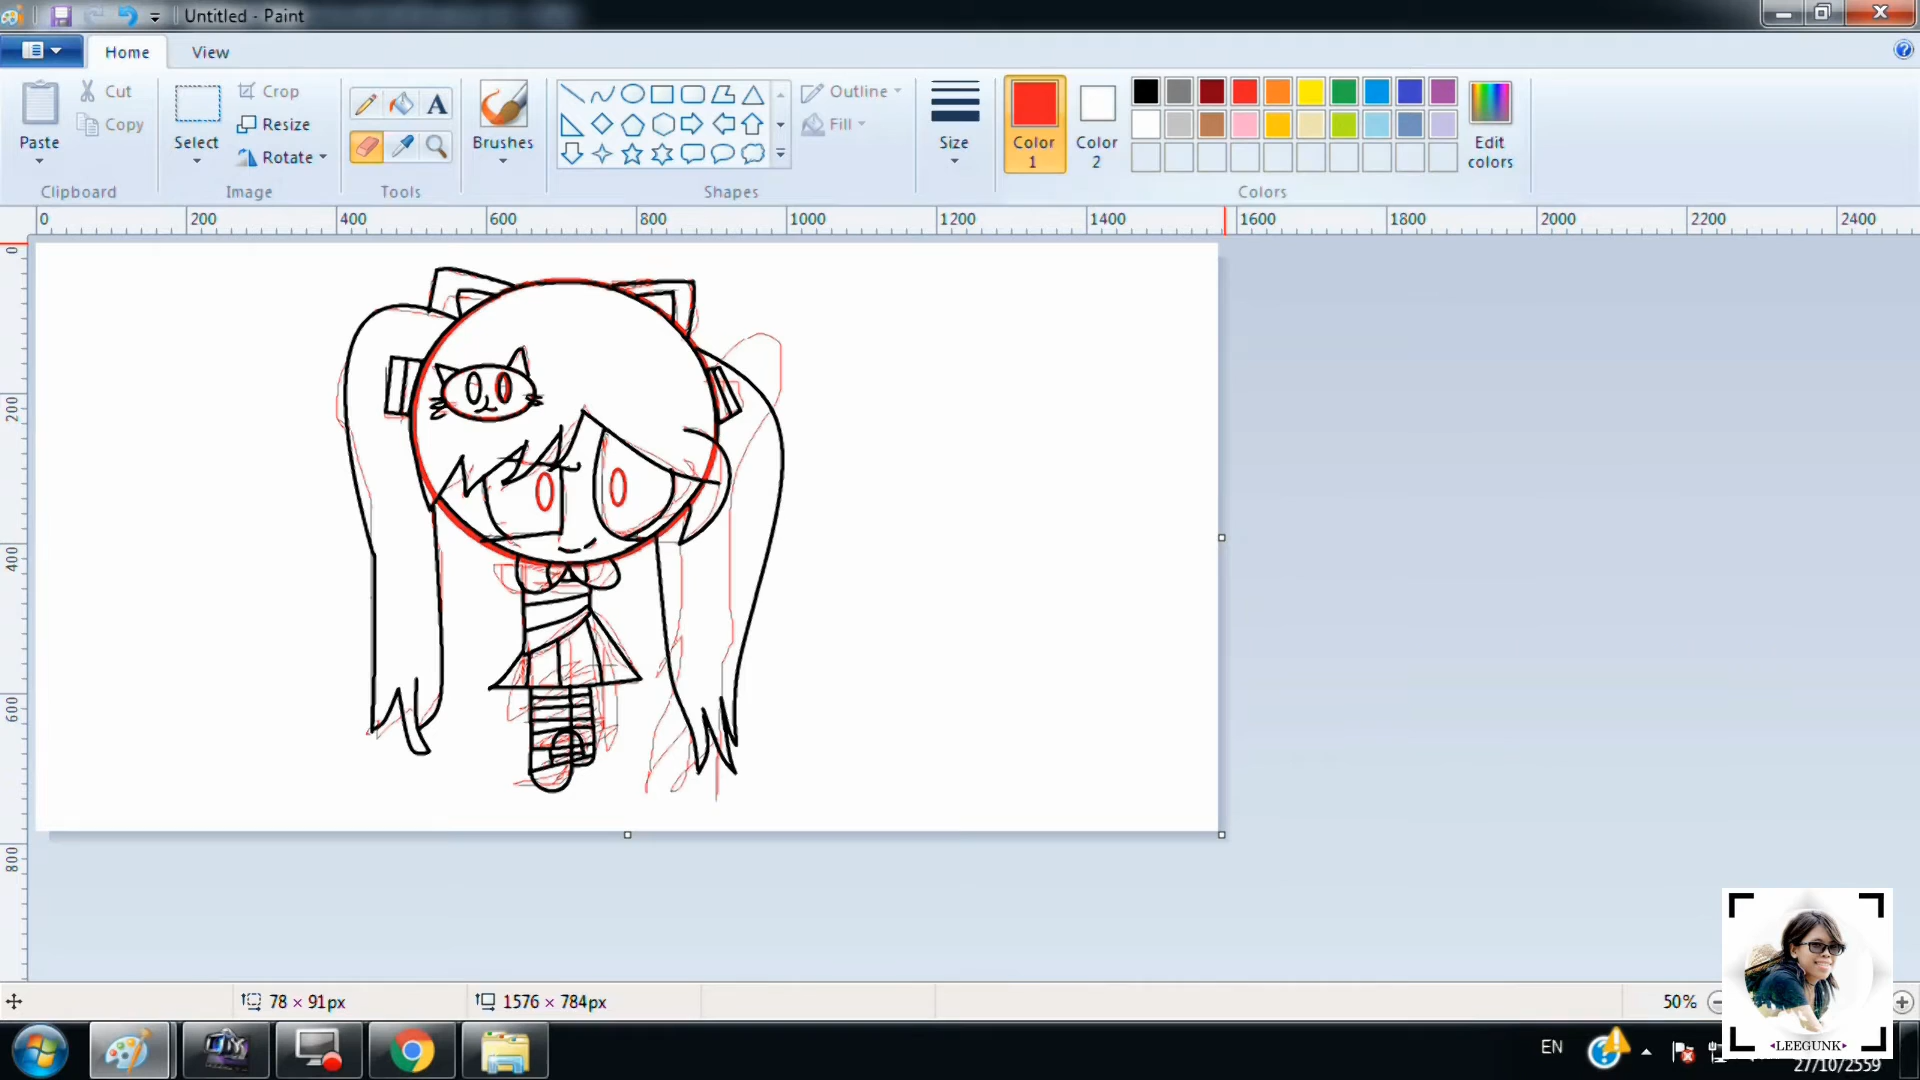 Untitled - Paint
Home
View
Paste
Cut
Copy
Clipboard
Select
Crop
Resize
Rotate
Image
A
Tools
Brushes
Shapes
Outline
Fill
Size
Color
1
Color
2
Edit
colors
Colors
0
200
400
600
800
1000
1200
1400
1600
1800
2000
2200
2400
0
200
400
600
800
78 × 91px
1576 × 784px
50%
EN
LEEGUNK
27/10/2559